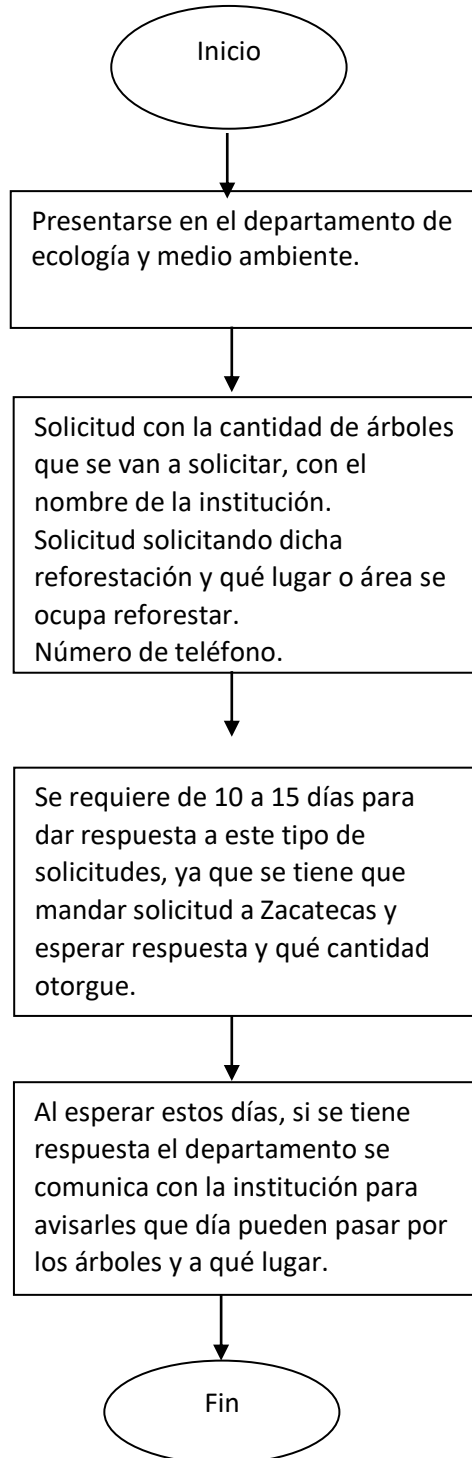 Inicio
Presentarse en el departamento de
ecología y medio ambiente.
Solicitud con la cantidad de árboles
que se van a solicitar, con el
nombre de la institución.
Solicitud solicitando dicha
reforestación y qué lugar o área se
ocupa reforestar.
Número de teléfono.
Se requiere de 10 a 15 días para
dar respuesta a este tipo de
solicitudes, ya que se tiene que
mandar solicitud a Zacatecas y
esperar respuesta y qué cantidad
otorgue.
Al esperar estos días, si se tiene
respuesta el departamento se
comunica con la institución para
avisarles que día pueden pasar por
los árboles y a qué lugar.
Fin